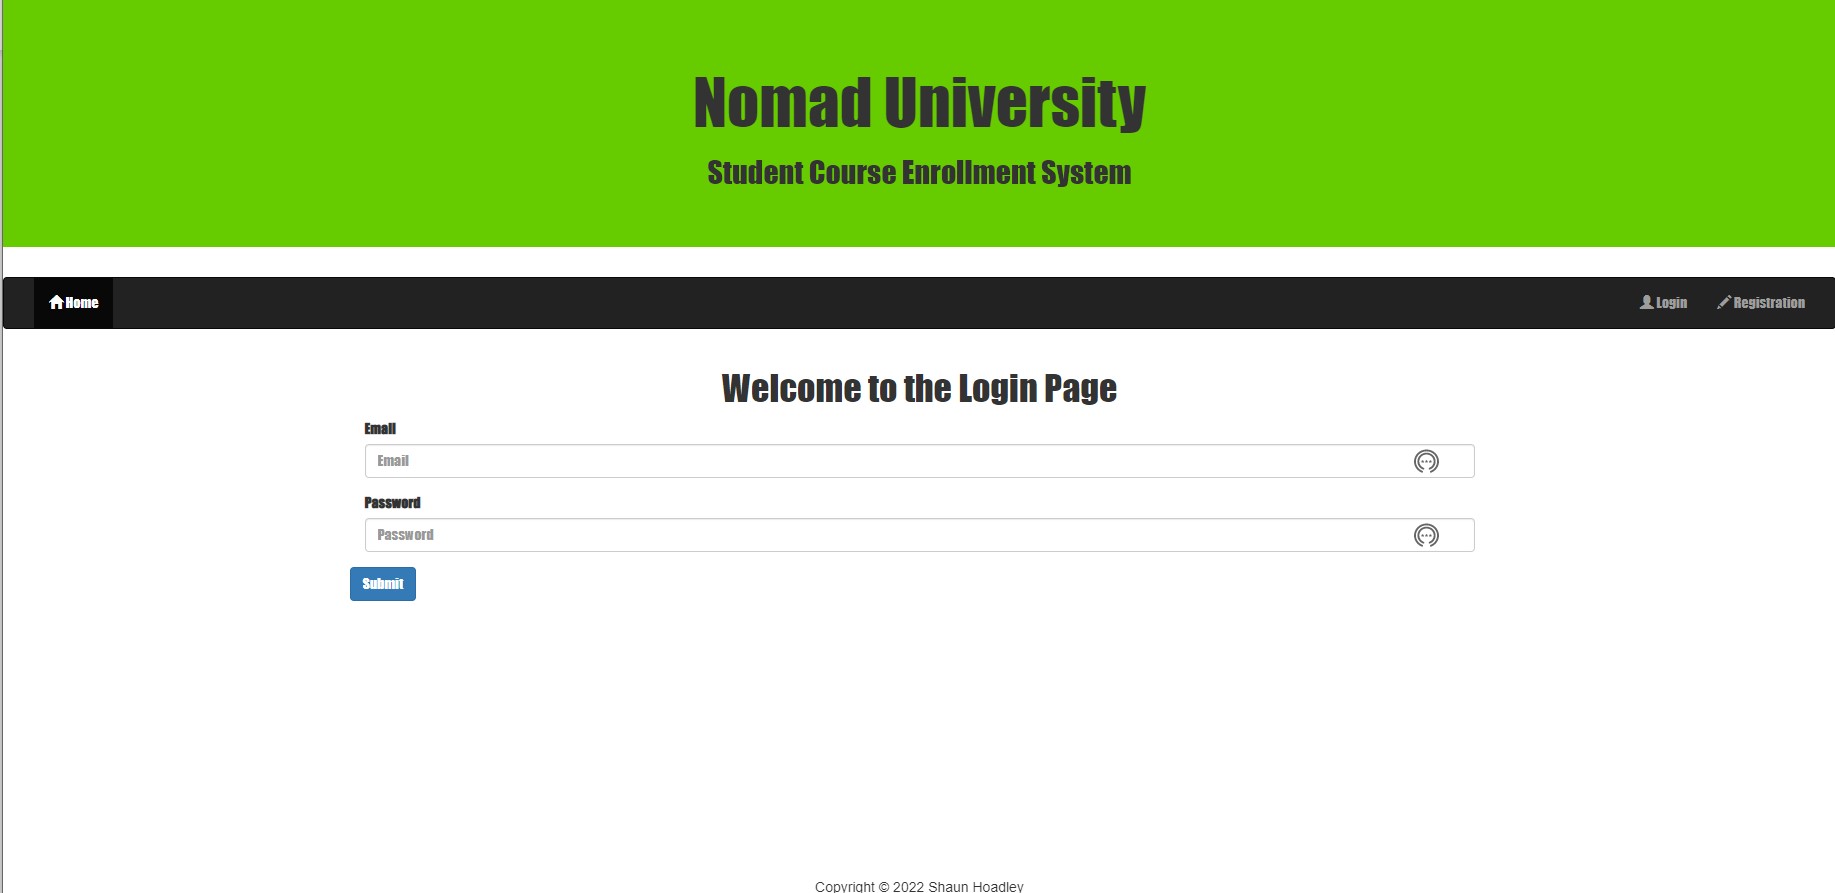 Nomad University
Student Course Enrollment System
Home
Login
Registration
Welcome to the Login Page
Email
Email
Password
Password
Submit
Copyright © 2022 Shaun Hoadley